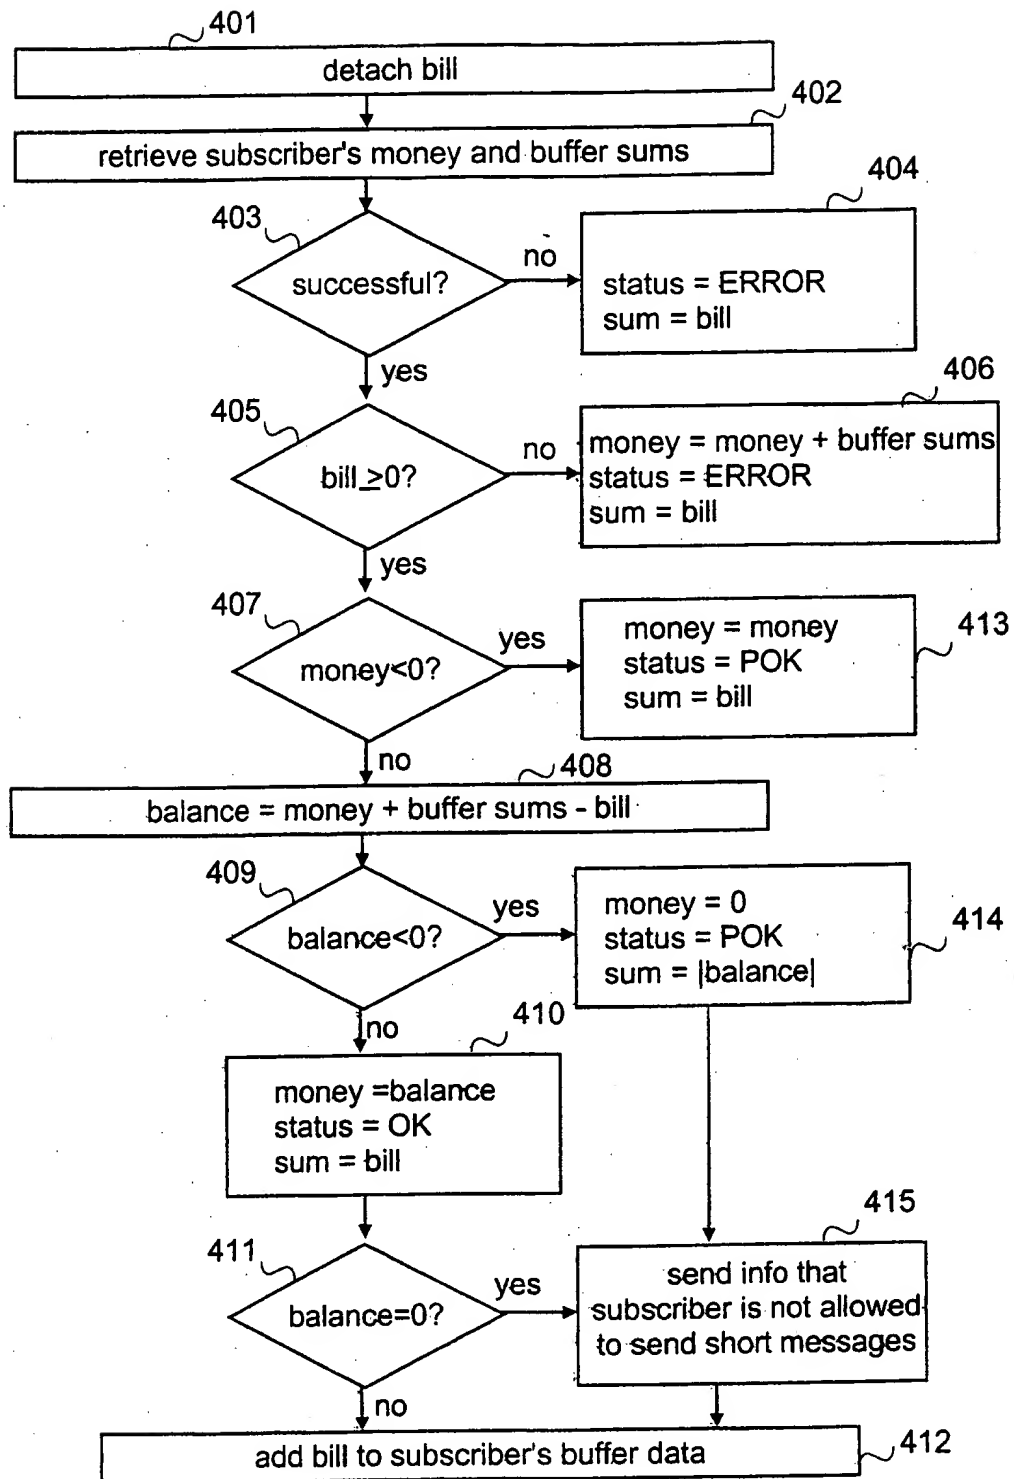 401
detach bill
402
retrieve subscriber's money and buffer sums
403
successful?
no
404
status = ERROR
sum = bill
yes
405
bill ≥0?
no
406
money = money + buffer sums
status = ERROR
sum = bill
yes
407
money<0?
yes
413
money = money
status = POK
sum = bill
no
408
balance = money + buffer sums - bill
409
balance<0?
yes
414
money = 0
status = POK
sum = |balance|
no
410
money =balance
status = OK
sum = bill
411
balance=0?
yes
415
send info that
subscriber is not allowed
to send short messages
no
add bill to subscriber's buffer data
412